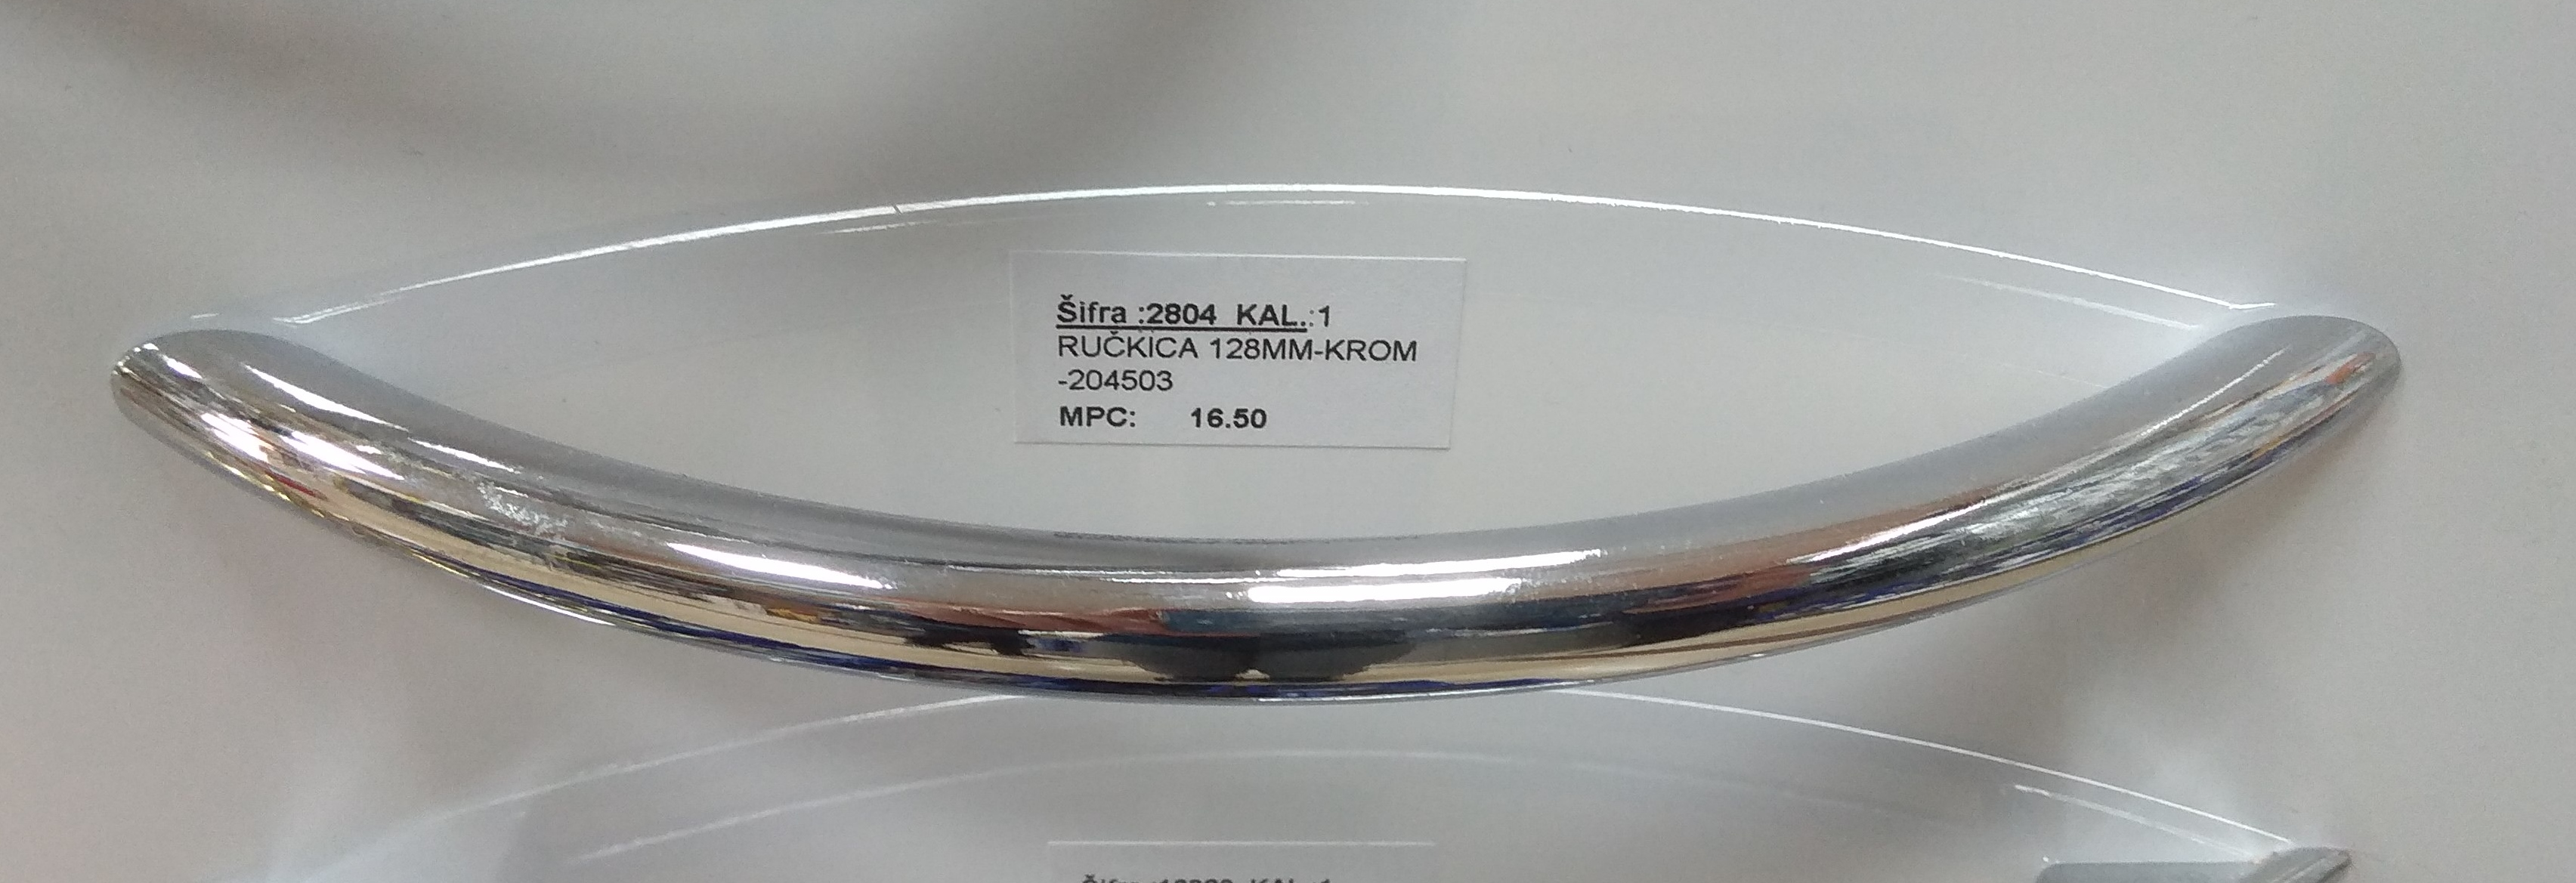 Šifra :2804 KAL.:1
RUČKICA 128MM-KROM
-204503
MPC: 16.50